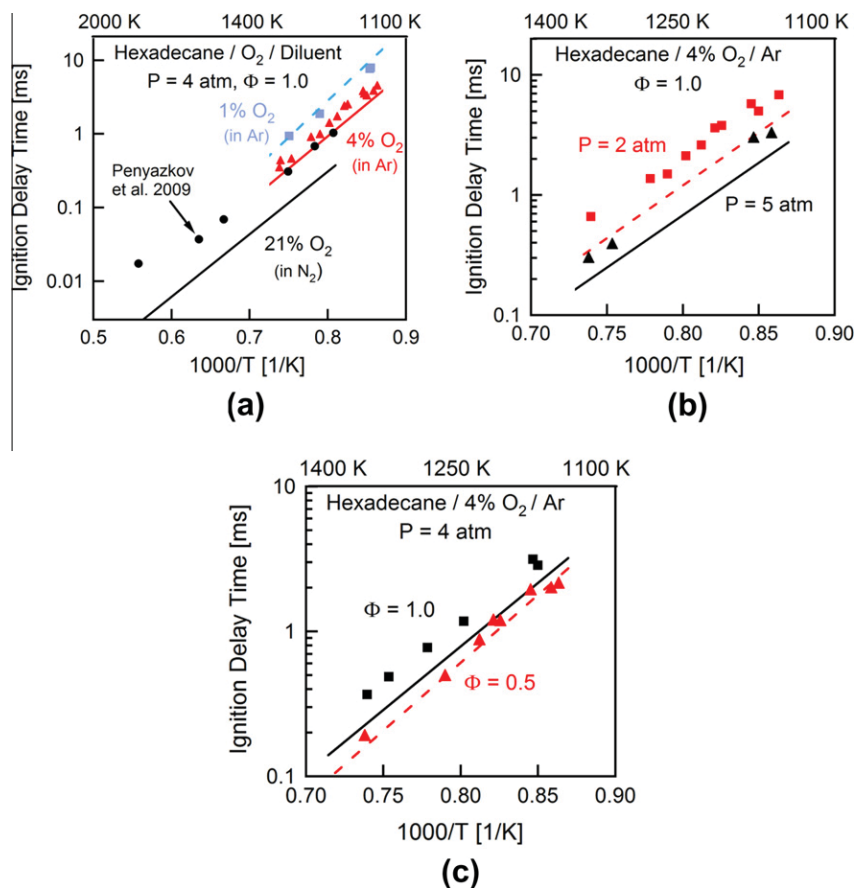 2000 K 1400 K 1100 K
Hexadecane / O₂ / Diluent
P = 4 atm, Φ = 1.0
1% O₂
(in Ar)
4% O₂
(in Ar)
Penyazkov
et al. 2009
21% O₂
(in N₂)
Ignition Delay Time [ms]
10
1
0.1
0.01
0.5 0.6 0.7 0.8 0.9
1000/T [1/K]
(a)
1400 K 1250 K 1100 K
Hexadecane / 4% O₂ / Ar
Φ = 1.0
P = 2 atm
P = 5 atm
Ignition Delay Time [ms]
10
1
0.1
0.70 0.75 0.80 0.85 0.90
1000/T [1/K]
(b)
1400 K 1250 K 1100 K
Hexadecane / 4% O₂ / Ar
P = 4 atm
Φ = 1.0
Φ = 0.5
Ignition Delay Time [ms]
10
1
0.1
0.70 0.75 0.80 0.85 0.90
1000/T [1/K]
(c)